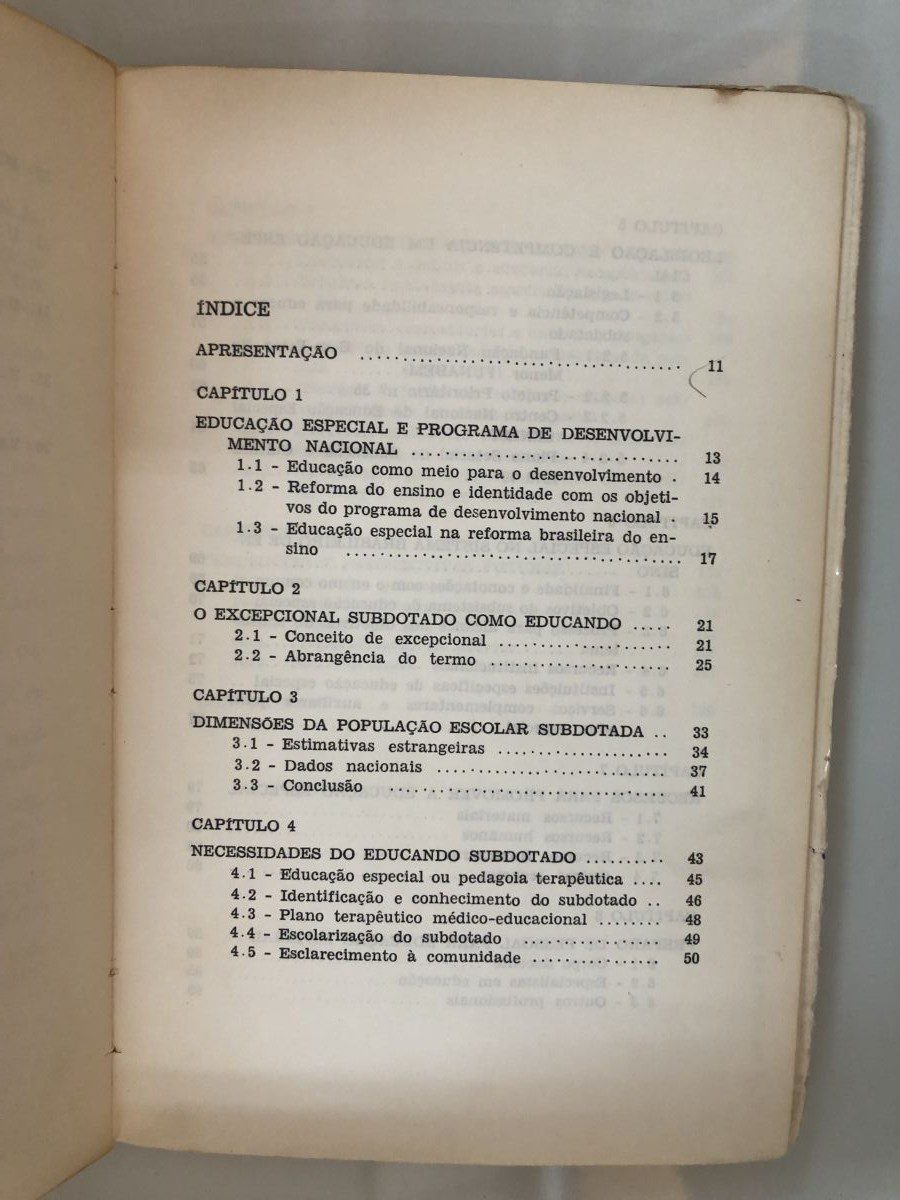 ÍNDICE
APRESENTAÇÃO ........................................ 11
CAPÍTULO 1
EDUCAÇÃO ESPECIAL E PROGRAMA DE DESENVOLVI-
MENTO NACIONAL ................................ 13
1.1 - Educação como meio para o desenvolvimento . 14
1.2 - Reforma do ensino e identidade com os objeti-
vos do programa de desenvolvimento nacional . 15
1.3 - Educação especial na reforma brasileira do en-
sino ........................................ 17
CAPÍTULO 2
O EXCEPCIONAL SUBDOTADO COMO EDUCANDO ..... 21
2.1 - Conceito de excepcional ...................... 21
2.2 - Abrangência do termo ....................... 25
CAPÍTULO 3
DIMENSÕES DA POPULAÇÃO ESCOLAR SUBDOTADA .. 33
3.1 - Estimativas estrangeiras ..................... 34
3.2 - Dados nacionais ............................. 37
3.3 - Conclusão ................................... 41
CAPÍTULO 4
NECESSIDADES DO EDUCANDO SUBDOTADO .......... 43
4.1 - Educação especial ou pedagoia terapêutica .... 45
4.2 - Identificação e conhecimento do subdotado .. 46
4.3 - Plano terapêutico médico-educacional ........ 48
4.4 - Escolarização do subdotado ................. 49
4.5 - Esclarecimento à comunidade ................ 50